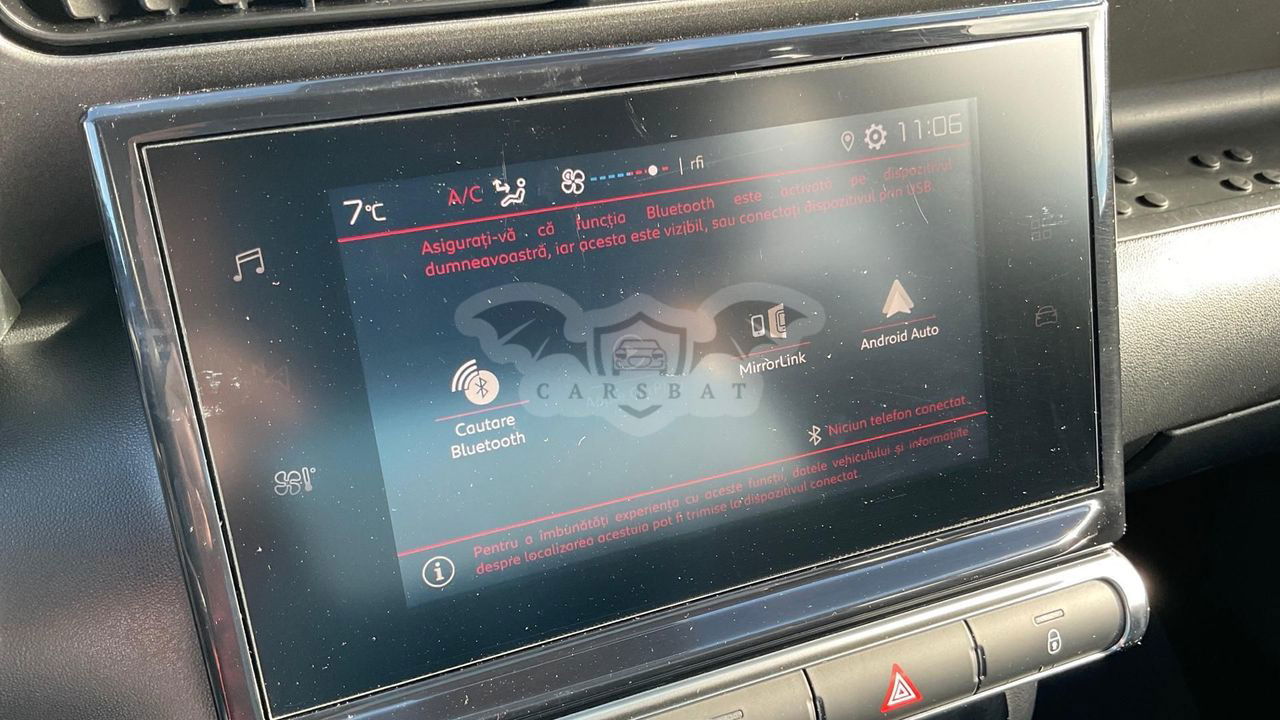 7°C A/C rfi 11:06
Asigurați-vă că funcția Bluetooth este activată pe dispozitivul
dumneavoastră, iar acesta este vizibil, sau conectați dispozitivul prin USB.
CARSBAT
Cautare
Bluetooth
MirrorLink
Android Auto
Niciun telefon conectat.
Pentru a îmbunătăți experiența cu aceste funcții, datele vehiculului și informațiile
despre localizarea acestuia pot fi trimise la dispozitivul conectat.